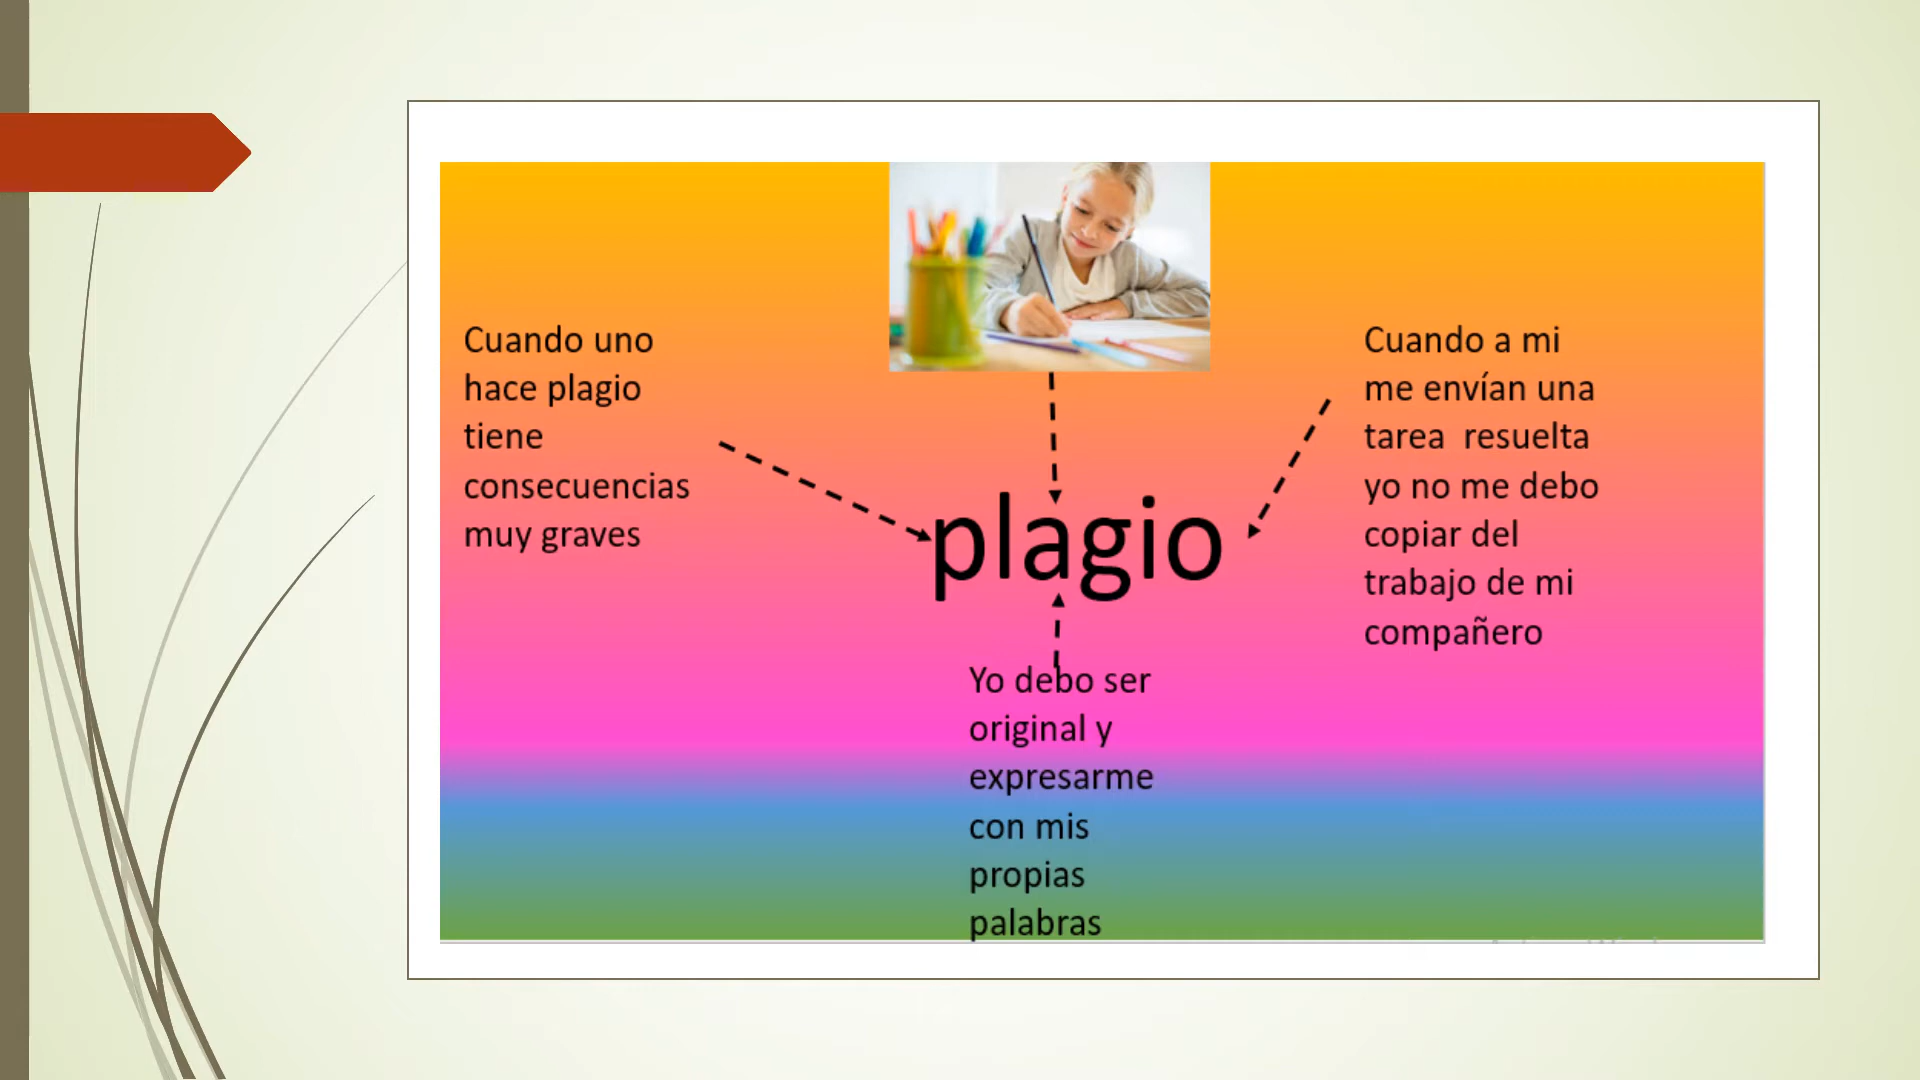 Cuando uno
hace plagio
tiene
consecuencias
muy graves
plagio
Cuando a mi
me envían una
tarea resuelta
yo no me debo
copiar del
trabajo de mi
compañero
Yo debo ser
original y
expresarme
con mis
propias
palabras